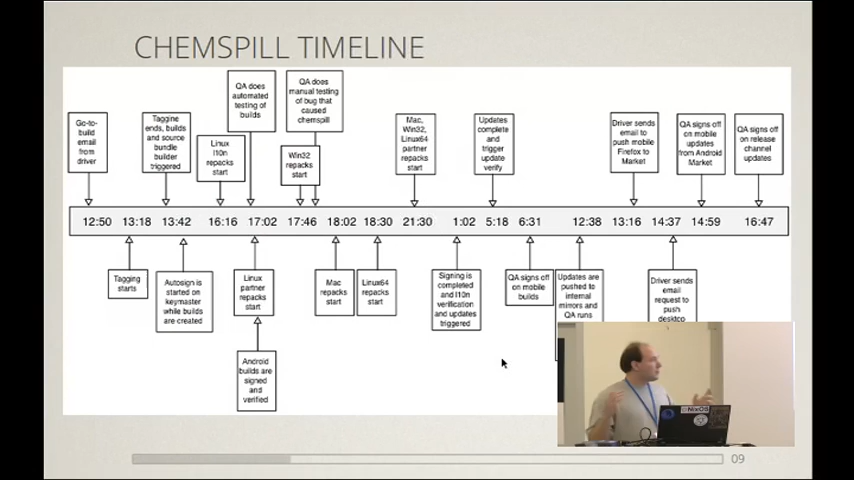 CHEMSPILL TIMELINE
Go-to-
build
email
from
driver
Taggine
ends, builds
and source
bundle
builder
triggered
Linux
l10n
repacks
start
QA does
automated
testing of
builds
Win32
repacks
start
QA does
manual testing
of bug that
caused
chemspill
Mac,
Win32,
Linux64
partner
repacks
start
Updates
complete
and
trigger
update
verify
Driver sends
email to
push mobile
Firefox to
Market
QA signs off
on mobile
updates
from Android
Market
QA signs off
on release
channel
updates
12:50 13:18 13:42 16:16 17:02 17:46 18:02 18:30 21:30 1:02 5:18 6:31 12:38 13:16 14:37 14:59 16:47
Tagging
starts
Autosign is
started on
keymaster
while builds
are created
Linux
partner
repacks
start
Android
builds are
signed
and
verified
Mac
repacks
start
Linux64
repacks
start
Signing is
completed
and l10n
verification
and updates
triggered
QA signs off
on mobile
builds
Updates are
pushed to
internal
mirrors and
QA runs
Driver sends
email
request to
push
desktop
NixOS
09